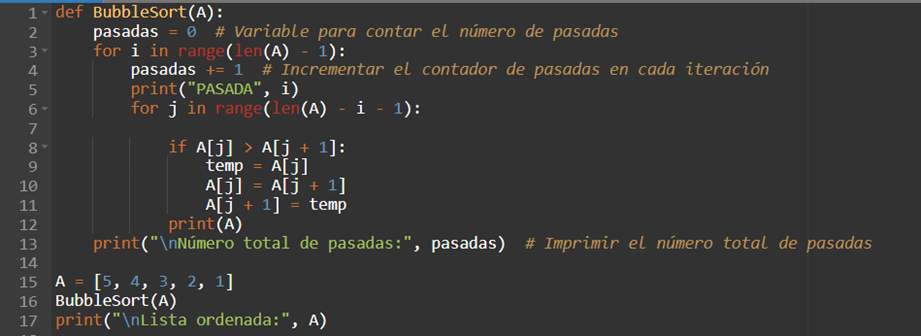 1 def BubbleSort(A):
2     pasadas = 0  # Variable para contar el número de pasadas
3     for i in range(len(A) - 1):
4         pasadas += 1  # Incrementar el contador de pasadas en cada iteración
5         print("PASADA", i)
6         for j in range(len(A) - i - 1):
7
8             if A[j] > A[j + 1]:
9                 temp = A[j]
10                 A[j] = A[j + 1]
11                 A[j + 1] = temp
12             print(A)
13     print("\nNúmero total de pasadas:", pasadas)  # Imprimir el número total de pasadas
14
15 A = [5, 4, 3, 2, 1]
16 BubbleSort(A)
17 print("\nLista ordenada:", A)